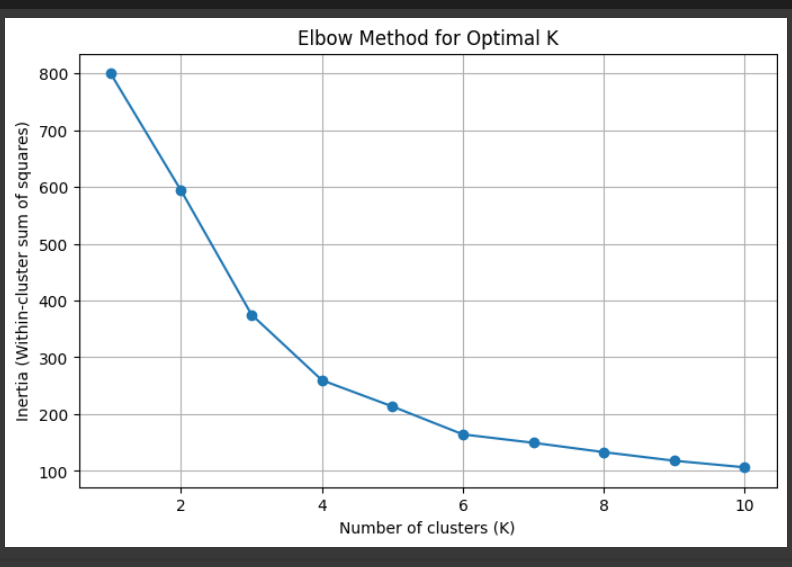 Elbow Method for Optimal K
Inertia (Within-cluster sum of squares)
800
700
600
500
400
300
200
100
2 4 6 8 10
Number of clusters (K)